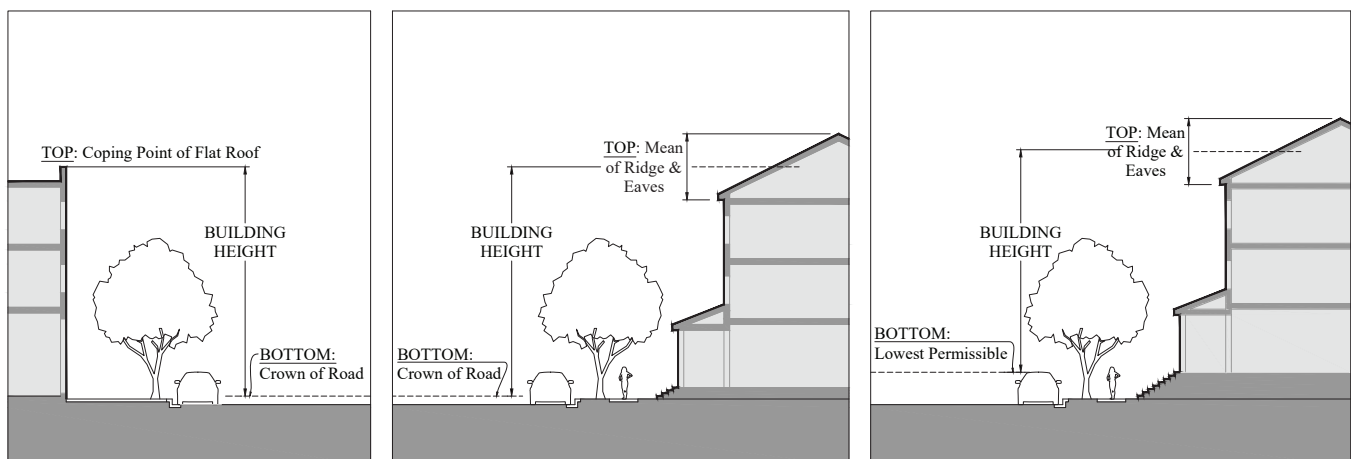 TOP: Coping Point of Flat Roof
BUILDING
HEIGHT
BOTTOM:
Crown of Road
TOP: Mean
of Ridge &
Eaves
BUILDING
HEIGHT
BOTTOM:
Crown of Road
TOP: Mean
of Ridge &
Eaves
BUILDING
HEIGHT
BOTTOM:
Lowest Permissible